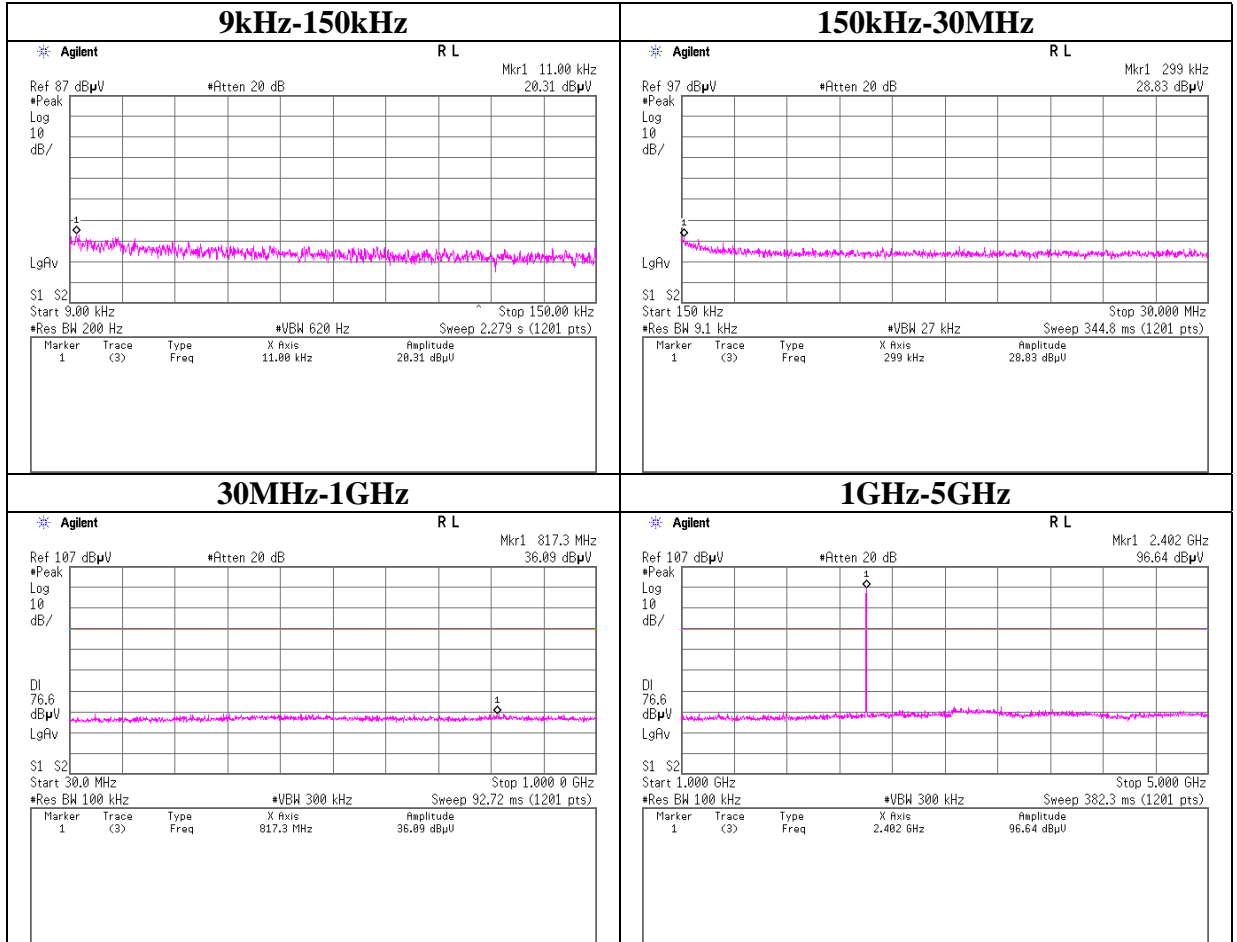 9kHz-150kHz
Agilent R L
Mkr1 11.00 kHz
Ref 87 dBµV #Atten 20 dB 20.31 dBµV
#Peak
Log
10
dB/
1
LgAv
S1 S2
Start 9.00 kHz ^ Stop 150.00 kHz
#Res BW 200 Hz #VBW 620 Hz Sweep 2.279 s (1201 pts)
Marker Trace Type X Axis Amplitude
1 (3) Freq 11.00 kHz 20.31 dBµV
150kHz-30MHz
Agilent R L
Mkr1 299 kHz
Ref 97 dBµV #Atten 20 dB 28.83 dBµV
#Peak
Log
10
dB/
1
LgAv
S1 S2
Start 150 kHz Stop 30.000 MHz
#Res BW 9.1 kHz #VBW 27 kHz Sweep 344.8 ms (1201 pts)
Marker Trace Type X Axis Amplitude
1 (3) Freq 299 kHz 28.83 dBµV
30MHz-1GHz
Agilent R L
Mkr1 817.3 MHz
Ref 107 dBµV #Atten 20 dB 36.09 dBµV
#Peak
Log
10
dB/
DI
76.6
dBµV
1
LgAv
S1 S2
Start 30.0 MHz Stop 1.000 0 GHz
#Res BW 100 kHz #VBW 300 kHz Sweep 92.72 ms (1201 pts)
Marker Trace Type X Axis Amplitude
1 (3) Freq 817.3 MHz 36.09 dBµV
1GHz-5GHz
Agilent R L
Mkr1 2.402 GHz
Ref 107 dBµV #Atten 20 dB 96.64 dBµV
#Peak
1
Log
10
dB/
DI
76.6
dBµV
LgAv
S1 S2
Start 1.000 GHz Stop 5.000 GHz
#Res BW 100 kHz #VBW 300 kHz Sweep 382.3 ms (1201 pts)
Marker Trace Type X Axis Amplitude
1 (3) Freq 2.402 GHz 96.64 dBµV